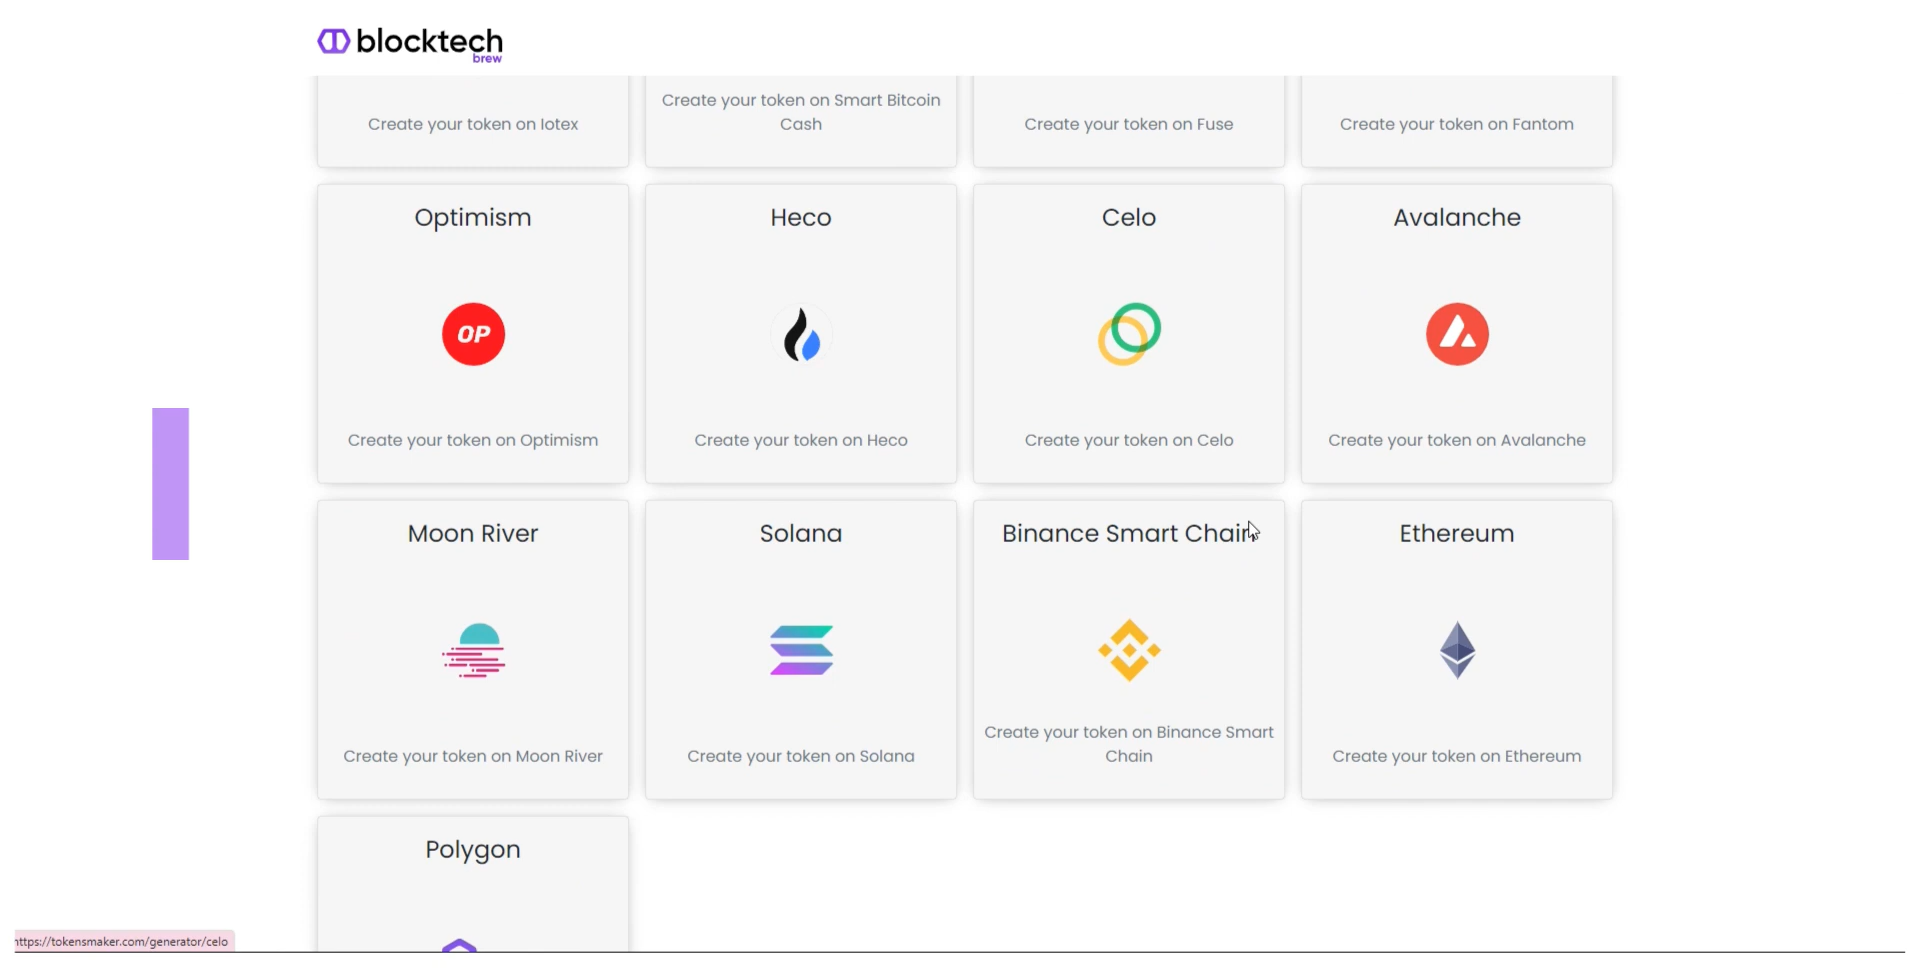 blocktech
brew
Create your token on Iotex
Create your token on Smart Bitcoin
Cash
Create your token on Fuse
Create your token on Fantom
Optimism
Heco
Celo
Avalanche
OP
Create your token on Optimism
Create your token on Heco
Create your token on Celo
Create your token on Avalanche
Moon River
Solana
Binance Smart Chain
Ethereum
Create your token on Moon River
Create your token on Solana
Create your token on Binance Smart
Chain
Create your token on Ethereum
Polygon
https://tokensmaker.com/generator/celo